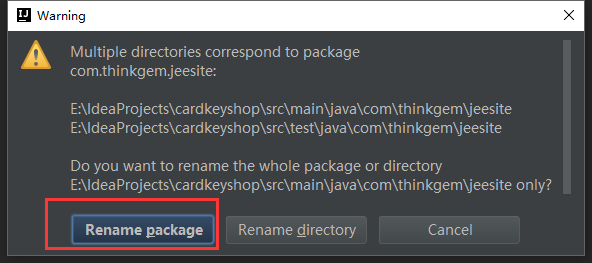 IJ Warning
Multiple directories correspond to package
com.thinkgem.jeesite:
E:\IdeaProjects\cardkeyshop\src\main\java\com\thinkgem\jeesite
E:\IdeaProjects\cardkeyshop\src\test\java\com\thinkgem\jeesite
Do you want to rename the whole package or directory
E:\IdeaProjects\cardkeyshop\src\main\java\com\thinkgem\jeesite only?
Rename package Rename directory Cancel